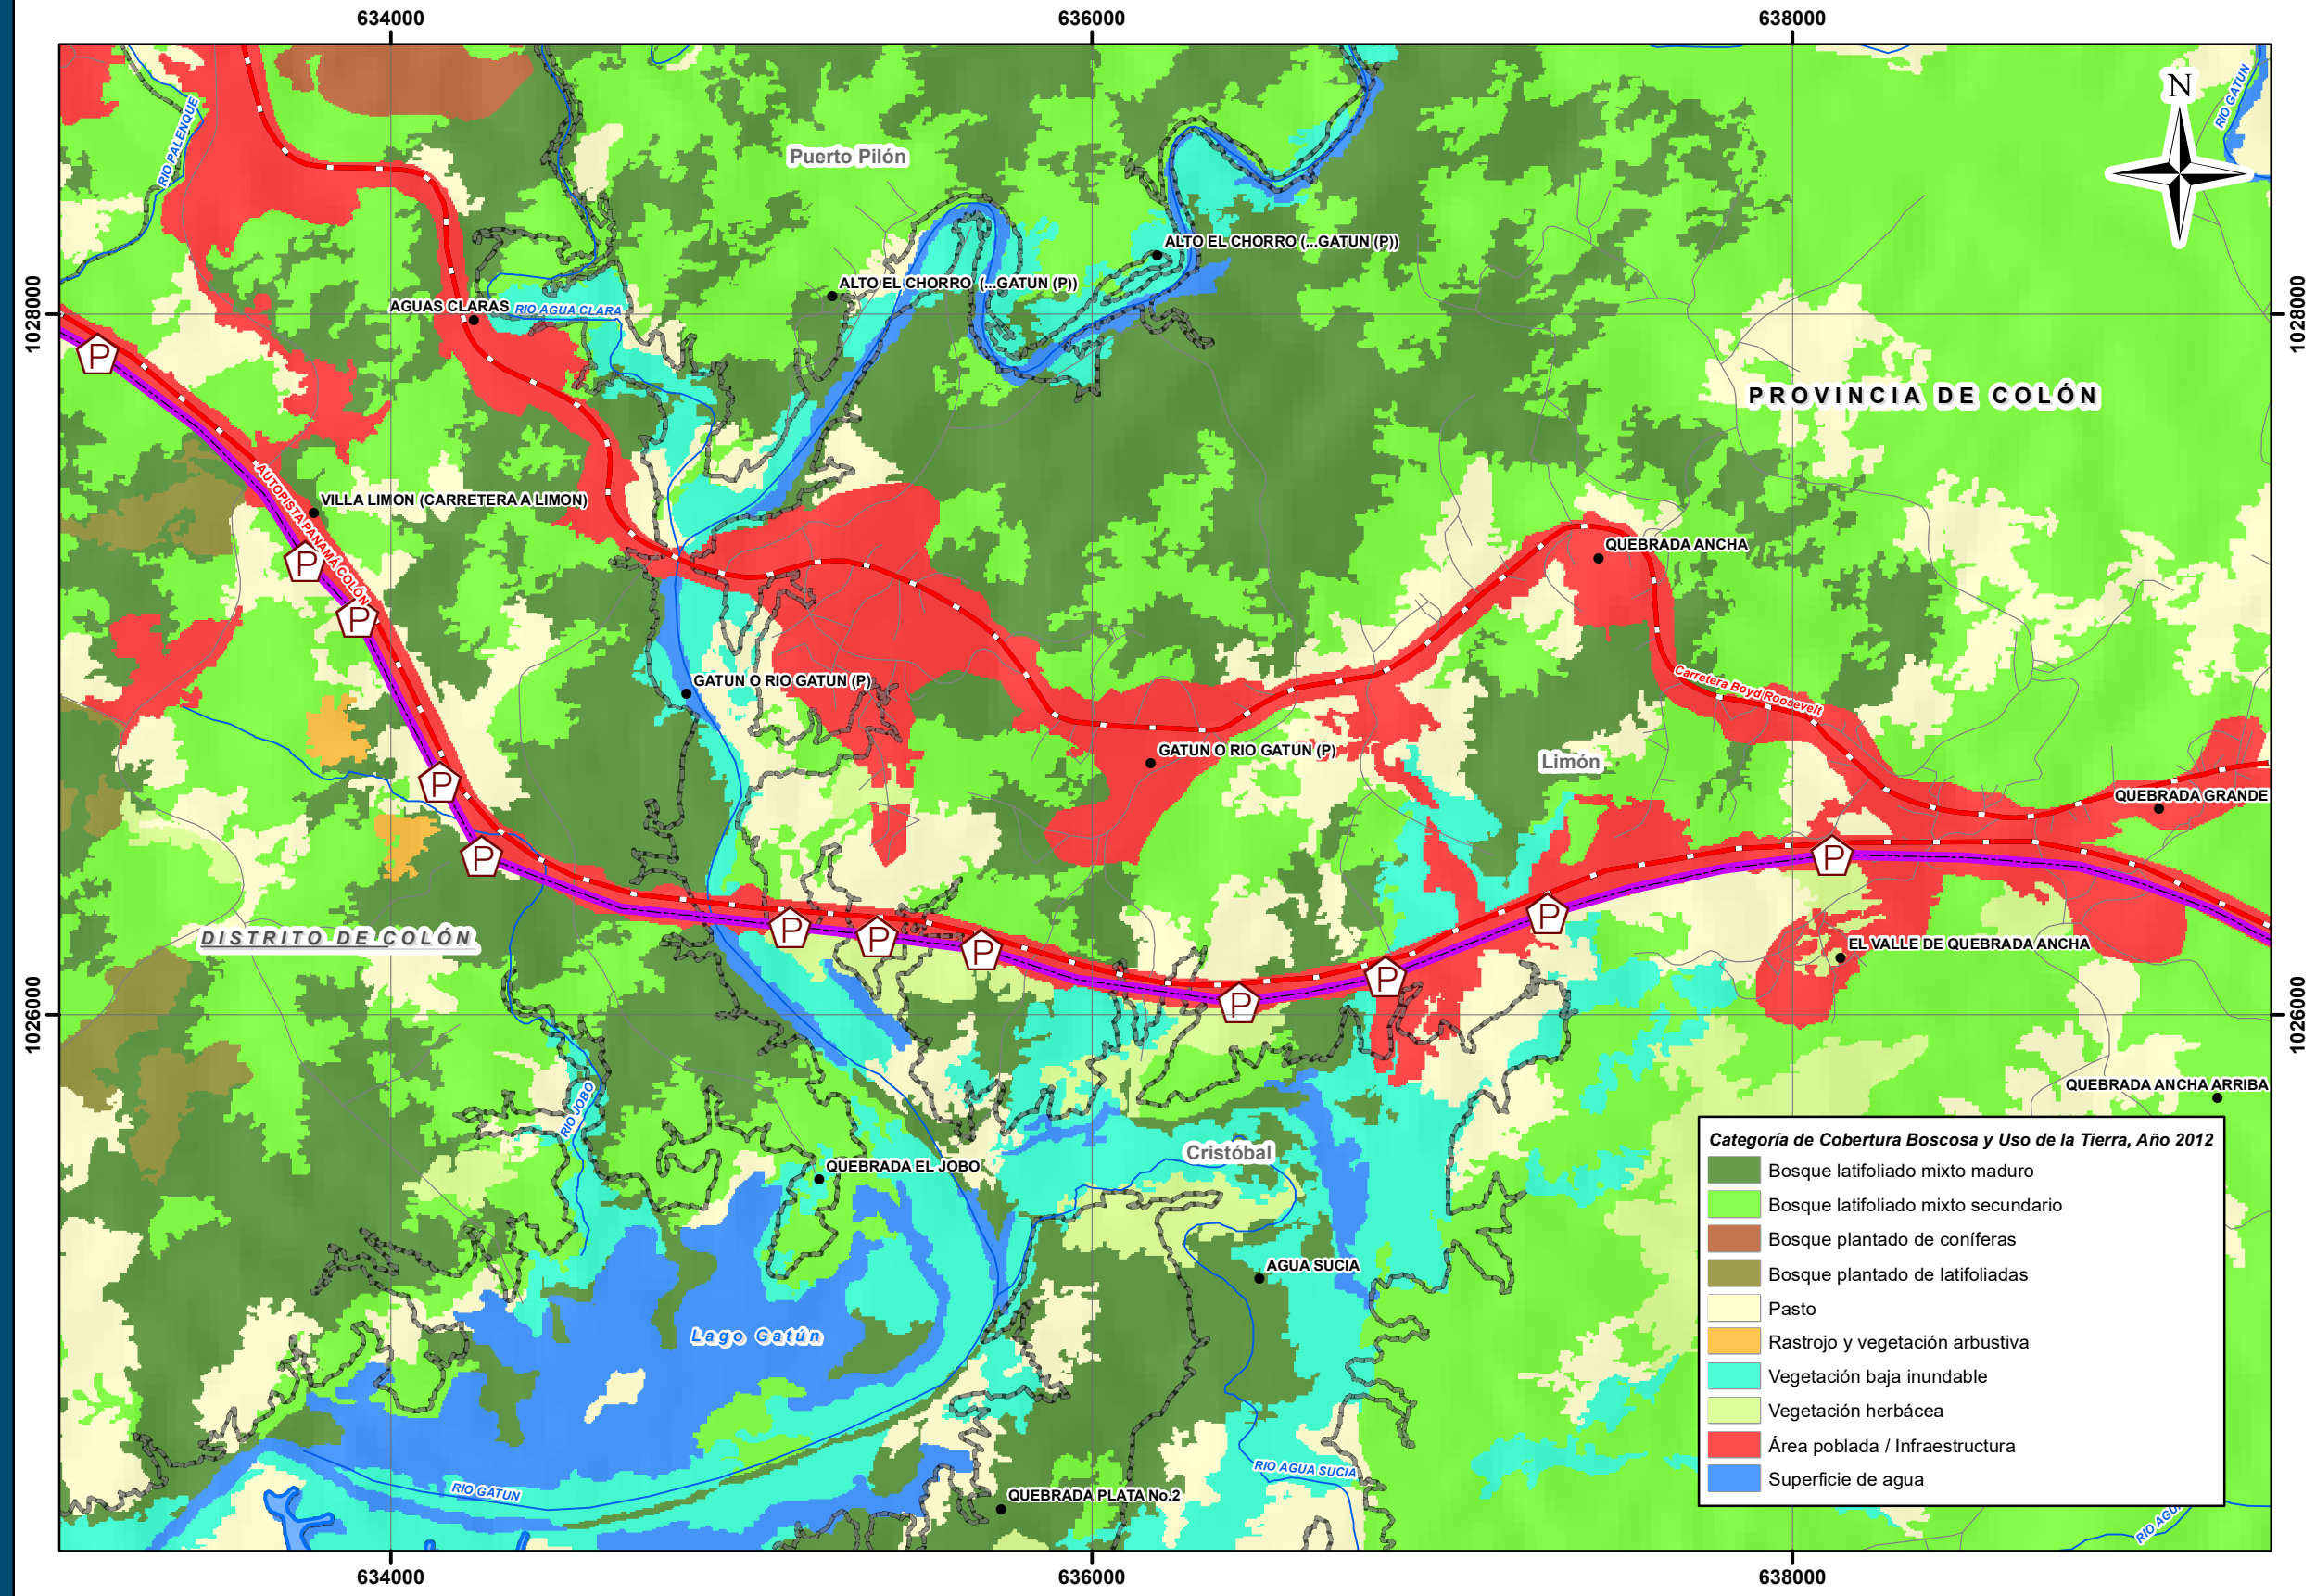 634000
636000
638000
N
RIO GATUN
RIO PALENQUE
Puerto Pilón
ALTO EL CHORRO (...GATUN (P))
ALTO EL CHORRO (...GATUN (P))
1028000
1028000
AGUAS CLARAS
RIO AGUA CLARA
P
PROVINCIA DE COLÓN
AUTOPISTA PANAMÁ COLÓN
VILLA LIMON (CARRETERA A LIMON)
QUEBRADA ANCHA
P
P
GATUN O RIO GATUN (P)
Carretera Boyd Roosevelt
GATUN O RIO GATUN (P)
Limón
P
QUEBRADA GRANDE
P
P
P
P
P
P
DISTRITO DE COLÓN
EL VALLE DE QUEBRADA ANCHA
P
P
1026000
1026000
QUEBRADA ANCHA ARRIBA
RIO JOBO
Cristóbal
QUEBRADA EL JOBO
AGUA SUCIA
Lago Gatún
RIO GATUN
RIO AGUA SUCIA
QUEBRADA PLATA No.2
Categoría de Cobertura Boscosa y Uso de la Tierra, Año 2012
Bosque latifoliado mixto maduro
Bosque latifoliado mixto secundario
Bosque plantado de coníferas
Bosque plantado de latifoliadas
Pasto
Rastrojo y vegetación arbustiva
Vegetación baja inundable
Vegetación herbácea
Área poblada / Infraestructura
Superficie de agua
634000
636000
638000